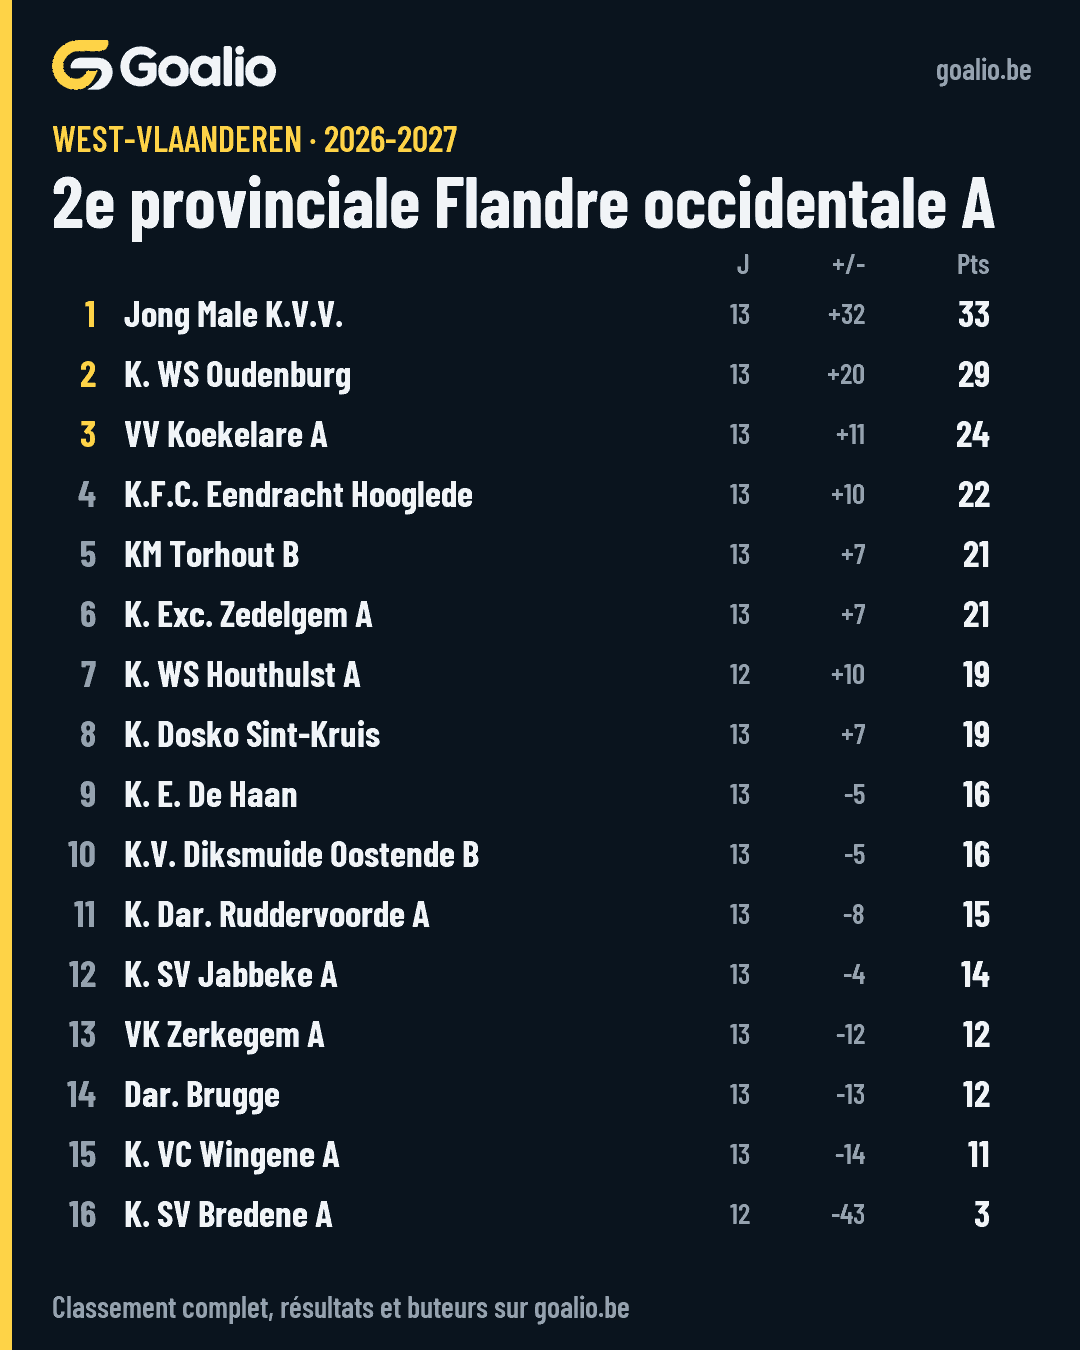 Goalio goalio.be
WEST-VLAANDEREN · 2026-2027
2e provinciale Flandre occidentale A
J +/- Pts
1 Jong Male K.V.V. 13 +32 33
2 K. WS Oudenburg 13 +20 29
3 VV Koekelare A 13 +11 24
4 K.F.C. Eendracht Hooglede 13 +10 22
5 KM Torhout B 13 +7 21
6 K. Exc. Zedelgem A 13 +7 21
7 K. WS Houthulst A 12 +10 19
8 K. Dosko Sint-Kruis 13 +7 19
9 K. E. De Haan 13 -5 16
10 K.V. Diksmuide Oostende B 13 -5 16
11 K. Dar. Ruddervoorde A 13 -8 15
12 K. SV Jabbeke A 13 -4 14
13 VK Zerkegem A 13 -12 12
14 Dar. Brugge 13 -13 12
15 K. VC Wingene A 13 -14 11
16 K. SV Bredene A 12 -43 3
Classement complet, résultats et buteurs sur goalio.be